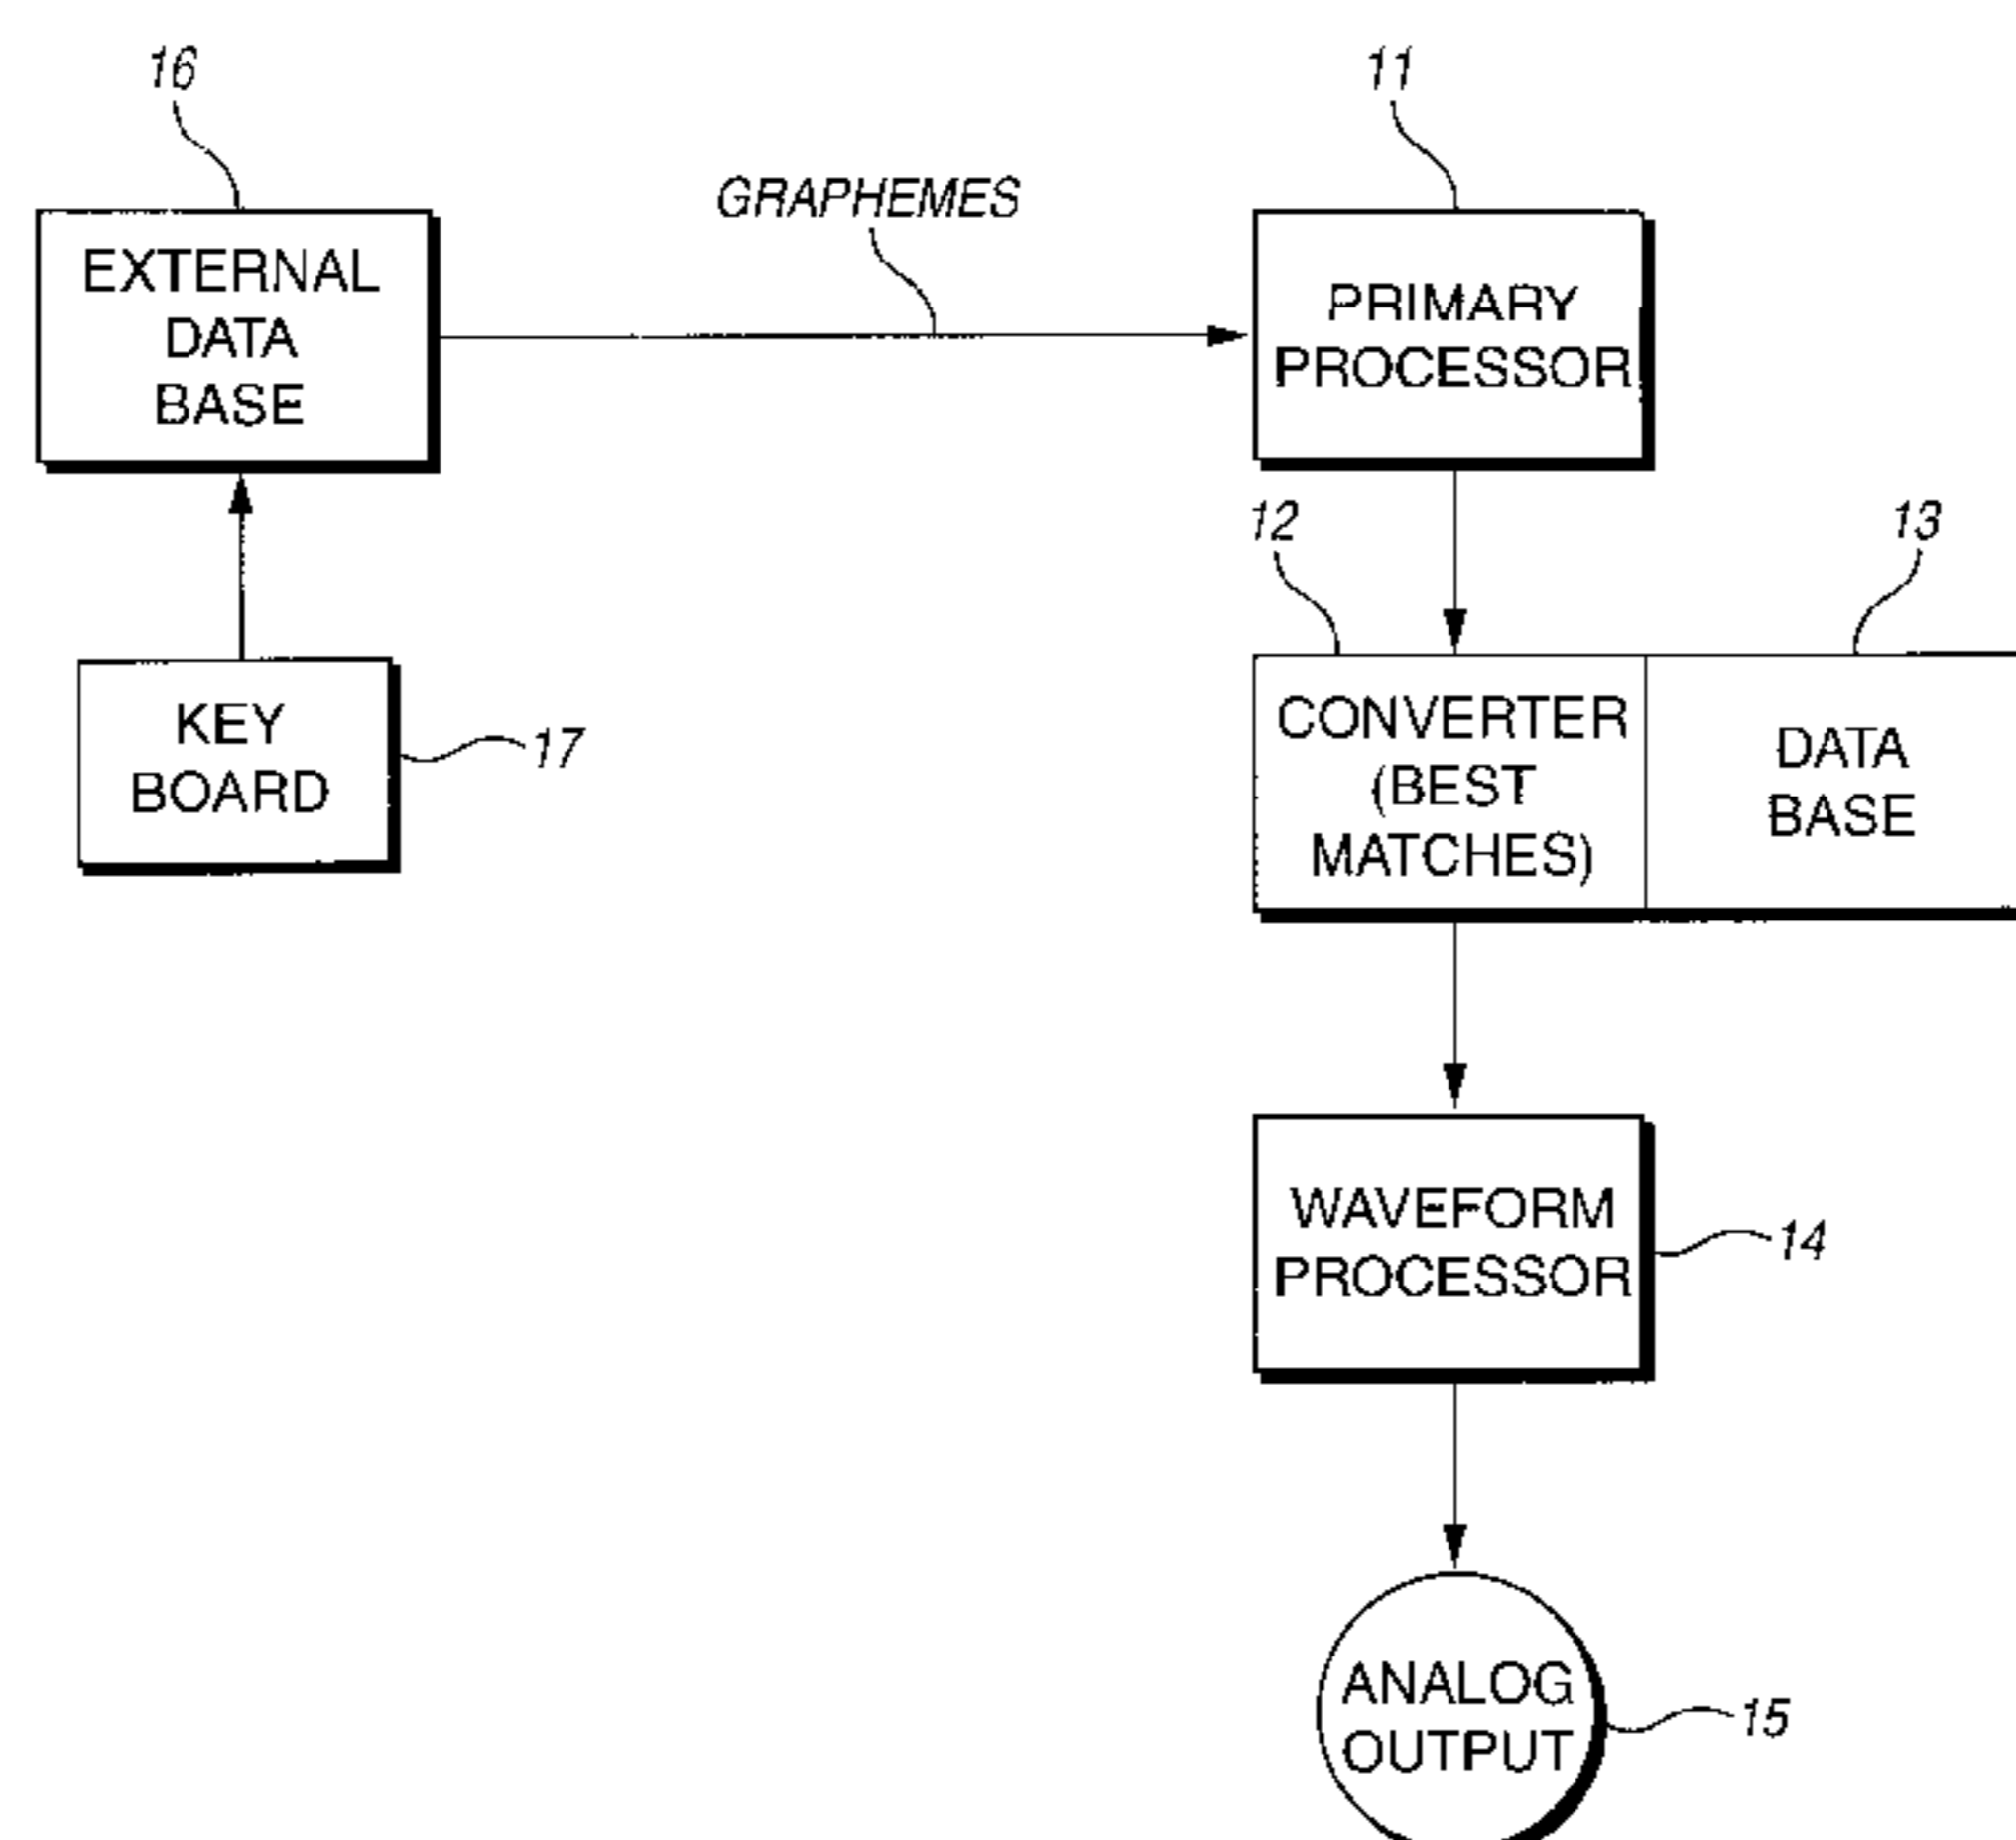 16
11
GRAPHEMES
EXTERNAL
DATA
BASE
PRIMARY
PROCESSOR
12
13
KEY
BOARD
17
CONVERTER
(BEST
MATCHES)
DATA
BASE
WAVEFORM
PROCESSOR
14
ANALOG
OUTPUT
15